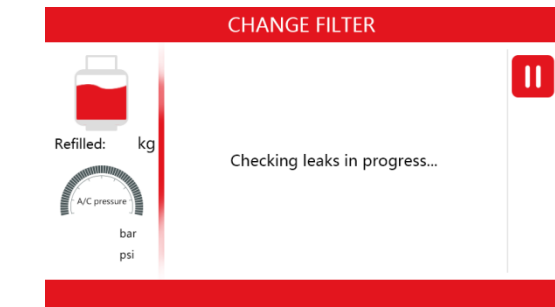 CHANGE FILTER
Refilled: kg
A/C pressure
bar
psi
Checking leaks in progress...